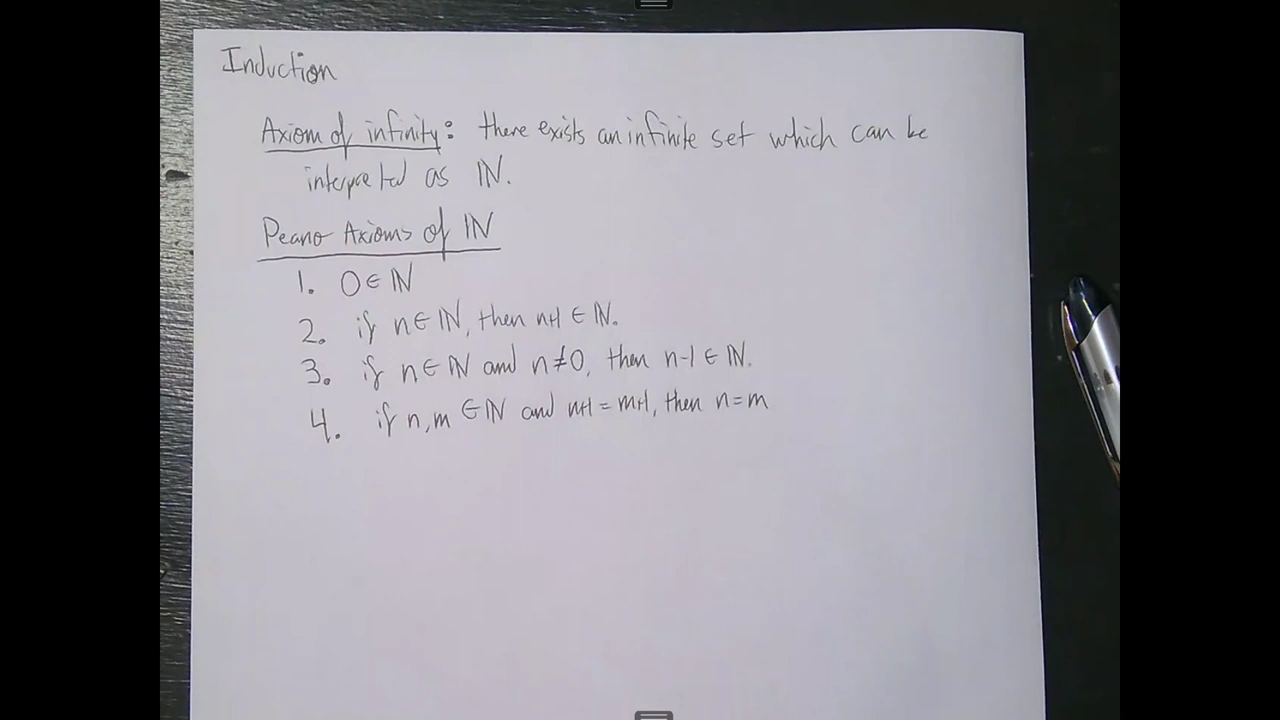 Induction
Axiom of infinity: there exists an infinite set which can be
interpreted as ℕ.
Peano Axioms of ℕ
1. 0 ∈ ℕ
2. if n ∈ ℕ, then n+1 ∈ ℕ.
3. if n ∈ ℕ and n ≠ 0, then n-1 ∈ ℕ.
4. if n, m ∈ ℕ and n+1 = m+1, then n = m